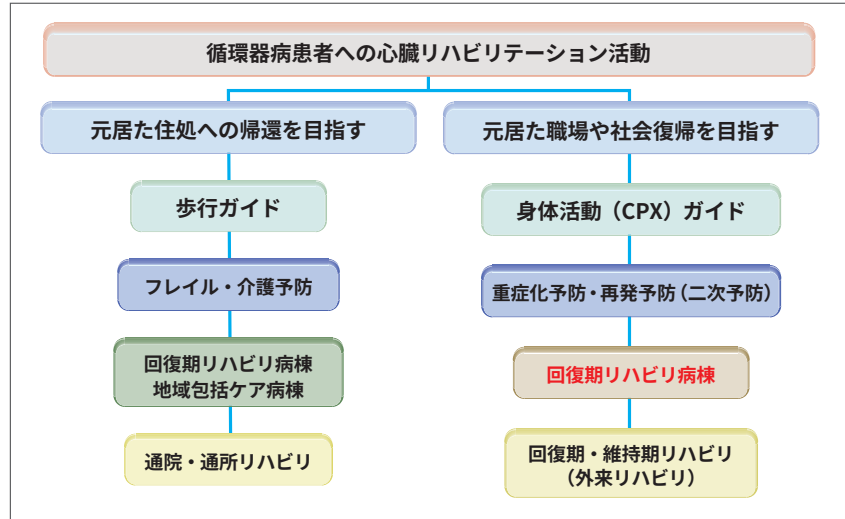 循環器病患者への心臓リハビリテーション活動
元居た住処への帰還を目指す
歩行ガイド
フレイル・介護予防
回復期リハビリ病棟
地域包括ケア病棟
通院・通所リハビリ
元居た職場や社会復帰を目指す
身体活動（CPX）ガイド
重症化予防・再発予防（二次予防）
回復期リハビリ病棟
回復期・維持期リハビリ
（外来リハビリ）